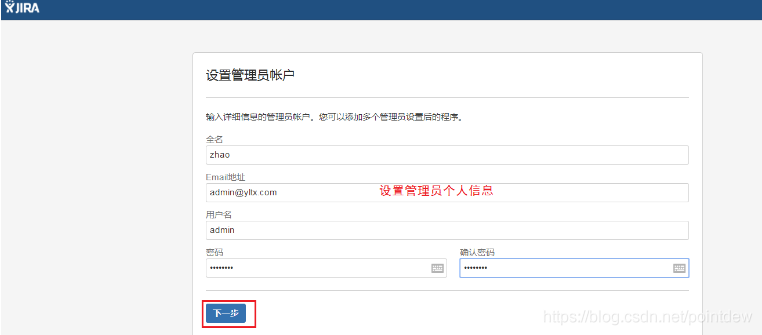 JIRA
设置管理员帐户
输入详细信息的管理员帐户。您可以添加多个管理员设置后的程序。
全名
zhao
Email地址
admin@yltx.com
设置管理员个人信息
用户名
admin
密码 确认密码
•••••••• ••••••••
下一步
https://blog.csdn.net/pointdew